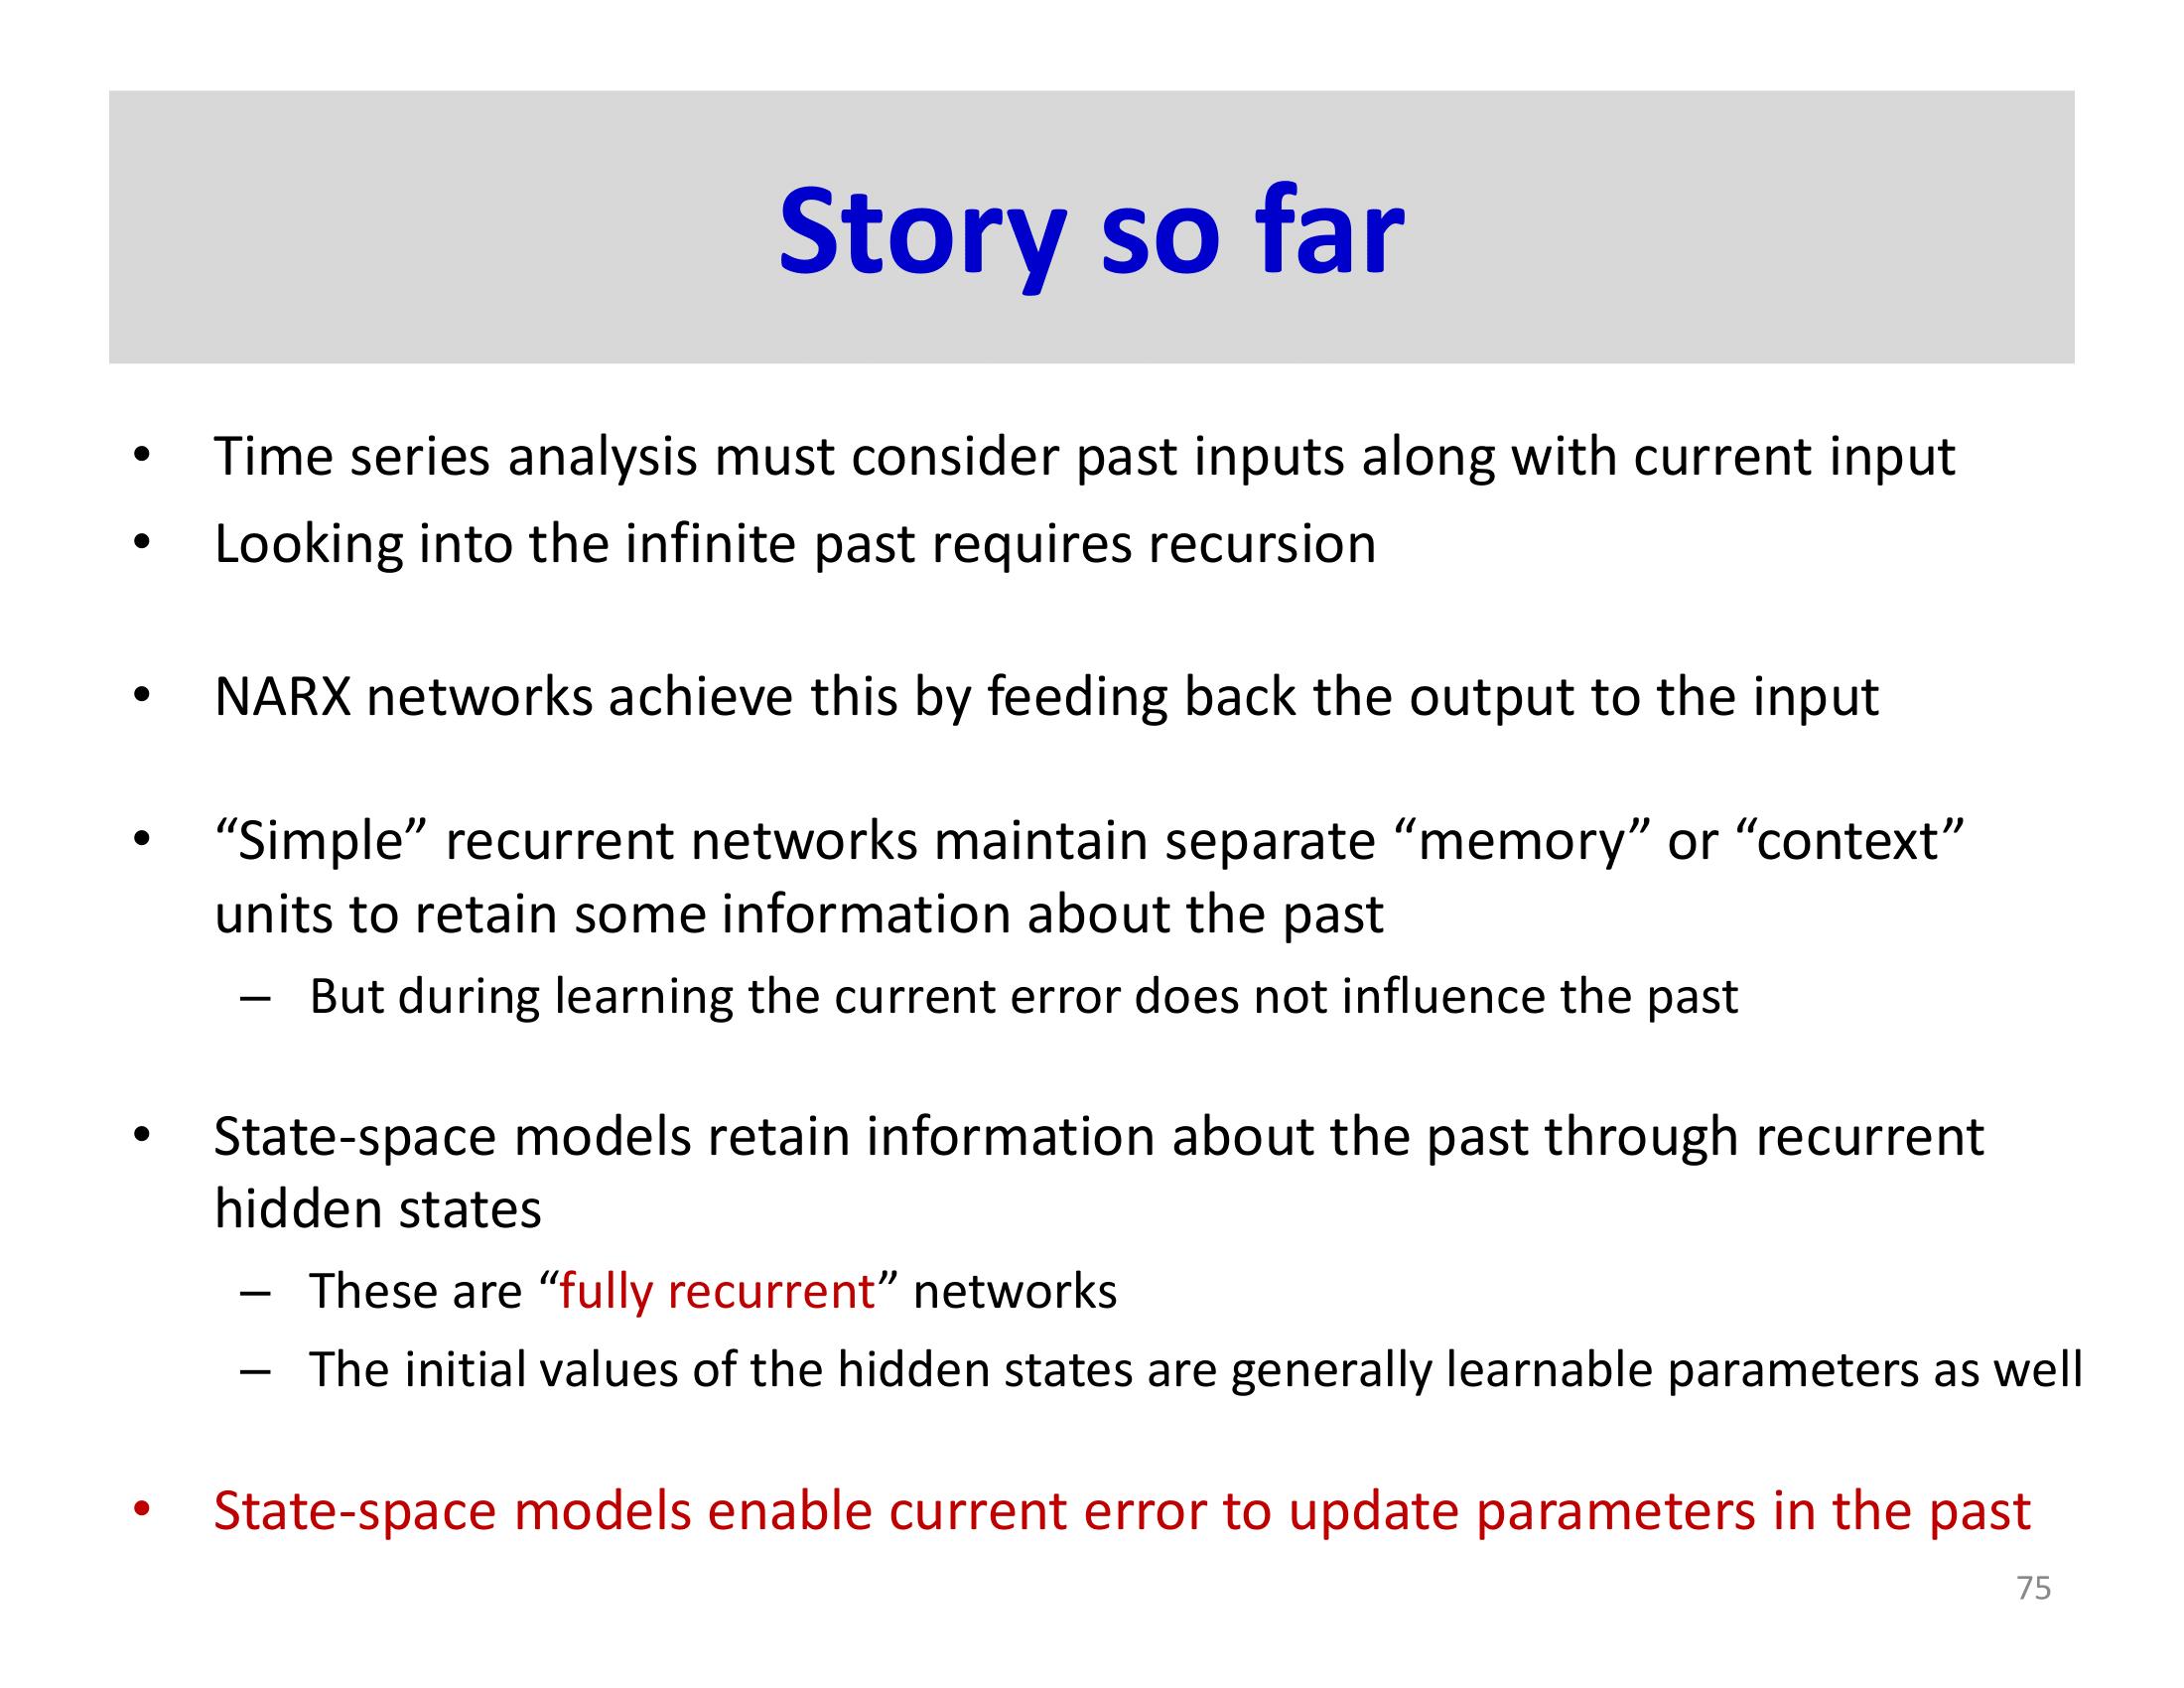 Story so far
• Time series analysis must consider past inputs along with current input
• Looking into the infinite past requires recursion
• NARX networks achieve this by feeding back the output to the input
• “Simple” recurrent networks maintain separate “memory” or “context”
units to retain some information about the past
– But during learning the current error does not influence the past
• State-space models retain information about the past through recurrent
hidden states
– These are “fully recurrent” networks
– The initial values of the hidden states are generally learnable parameters as well
• State-space models enable current error to update parameters in the past
75